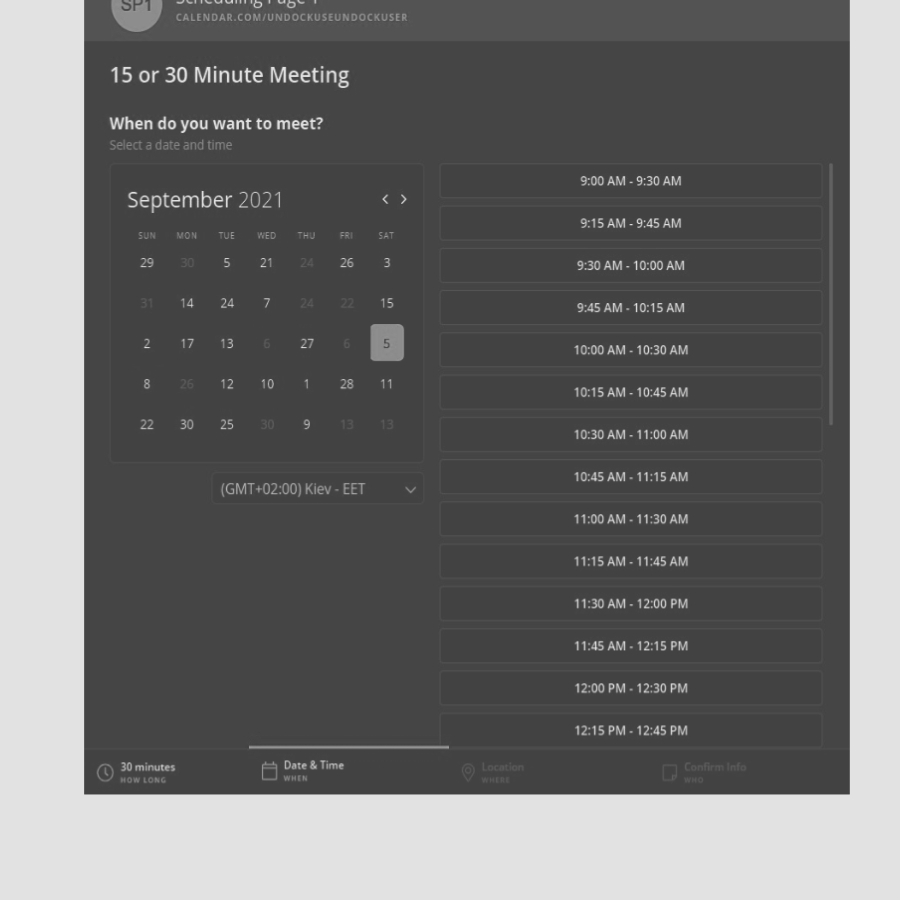 SP1
Scheduling Page 1
CALENDAR.COM/UNDOCKUSEUNDOCKUSER
15 or 30 Minute Meeting
When do you want to meet?
Select a date and time
September 2021
< >
SUN MON TUE WED THU FRI SAT
29 30 5 21 24 26 3
31 14 24 7 24 22 15
2 17 13 6 27 6 5
8 26 12 10 1 28 11
22 30 25 30 9 13 13
(GMT+02:00) Kiev - EET
9:00 AM - 9:30 AM
9:15 AM - 9:45 AM
9:30 AM - 10:00 AM
9:45 AM - 10:15 AM
10:00 AM - 10:30 AM
10:15 AM - 10:45 AM
10:30 AM - 11:00 AM
10:45 AM - 11:15 AM
11:00 AM - 11:30 AM
11:15 AM - 11:45 AM
11:30 AM - 12:00 PM
11:45 AM - 12:15 PM
12:00 PM - 12:30 PM
12:15 PM - 12:45 PM
30 minutes
HOW LONG
Date & Time
WHEN
Location
WHERE
Confirm Info
WHO